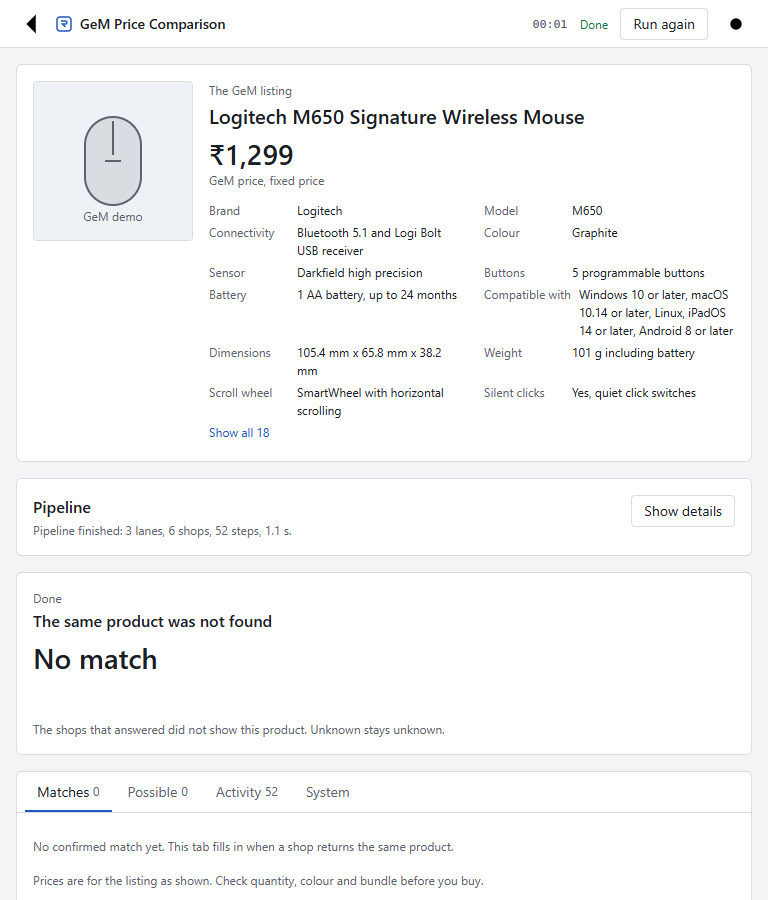 GeM Price Comparison
00:01 Done Run again
GeM demo
The GeM listing
Logitech M650 Signature Wireless Mouse
₹1,299
GeM price, fixed price
Brand Logitech Model M650
Connectivity Bluetooth 5.1 and Logi Bolt USB receiver Colour Graphite
Sensor Darkfield high precision Buttons 5 programmable buttons
Battery 1 AA battery, up to 24 months Compatible with Windows 10 or later, macOS
10.14 or later, Linux, iPadOS
14 or later, Android 8 or later
Dimensions 105.4 mm x 65.8 mm x 38.2 mm Weight 101 g including battery
Scroll wheel SmartWheel with horizontal scrolling Silent clicks Yes, quiet click switches
Show all 18
Pipeline
Show details
Pipeline finished: 3 lanes, 6 shops, 52 steps, 1.1 s.
Done
The same product was not found
No match
The shops that answered did not show this product. Unknown stays unknown.
Matches 0 Possible 0 Activity 52 System
No confirmed match yet. This tab fills in when a shop returns the same product.
Prices are for the listing as shown. Check quantity, colour and bundle before you buy.